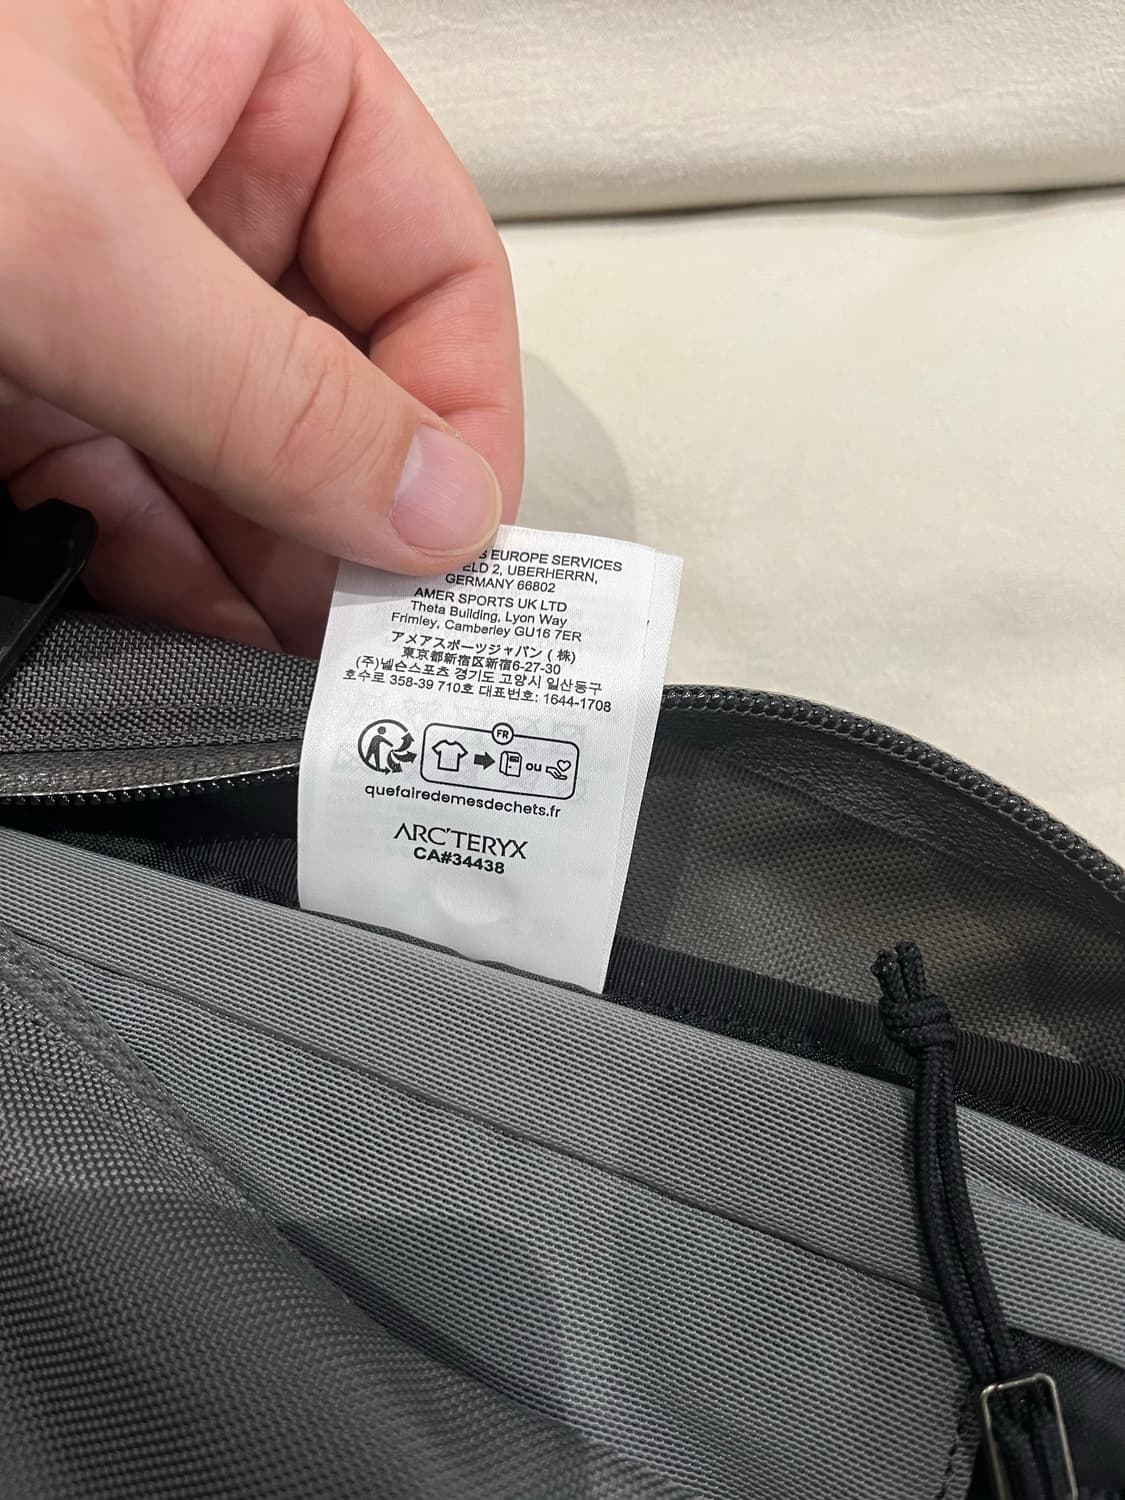 EUROPE SERVICES
2, UBERHERRN,
GERMANY 66802
AMER SPORTS UK LTD
Theta Building, Lyon Way
Frimley, Camberley GU16 7ER
アメアスポーツジャパン (株)
東京都新宿区新宿6-27-30
(주)넬슨스포츠 경기도 고양시 일산동구
호수로 358-39 710호 대표번호: 1644-1708
FR
ou
quefairedemesdechets.fr
ARC'TERYX
CA#34438